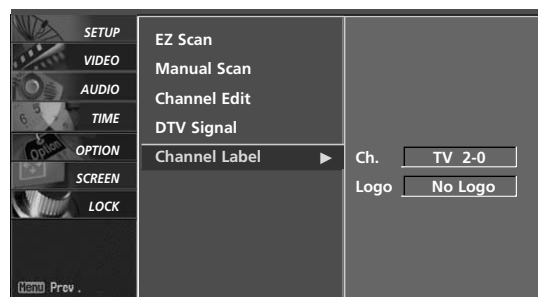 SETUP
VIDEO
AUDIO
TIME
OPTION
SCREEN
LOCK
Menu Prev.
EZ Scan
Manual Scan
Channel Edit
DTV Signal
Channel Label ▶
Ch. TV 2-0
Logo No Logo